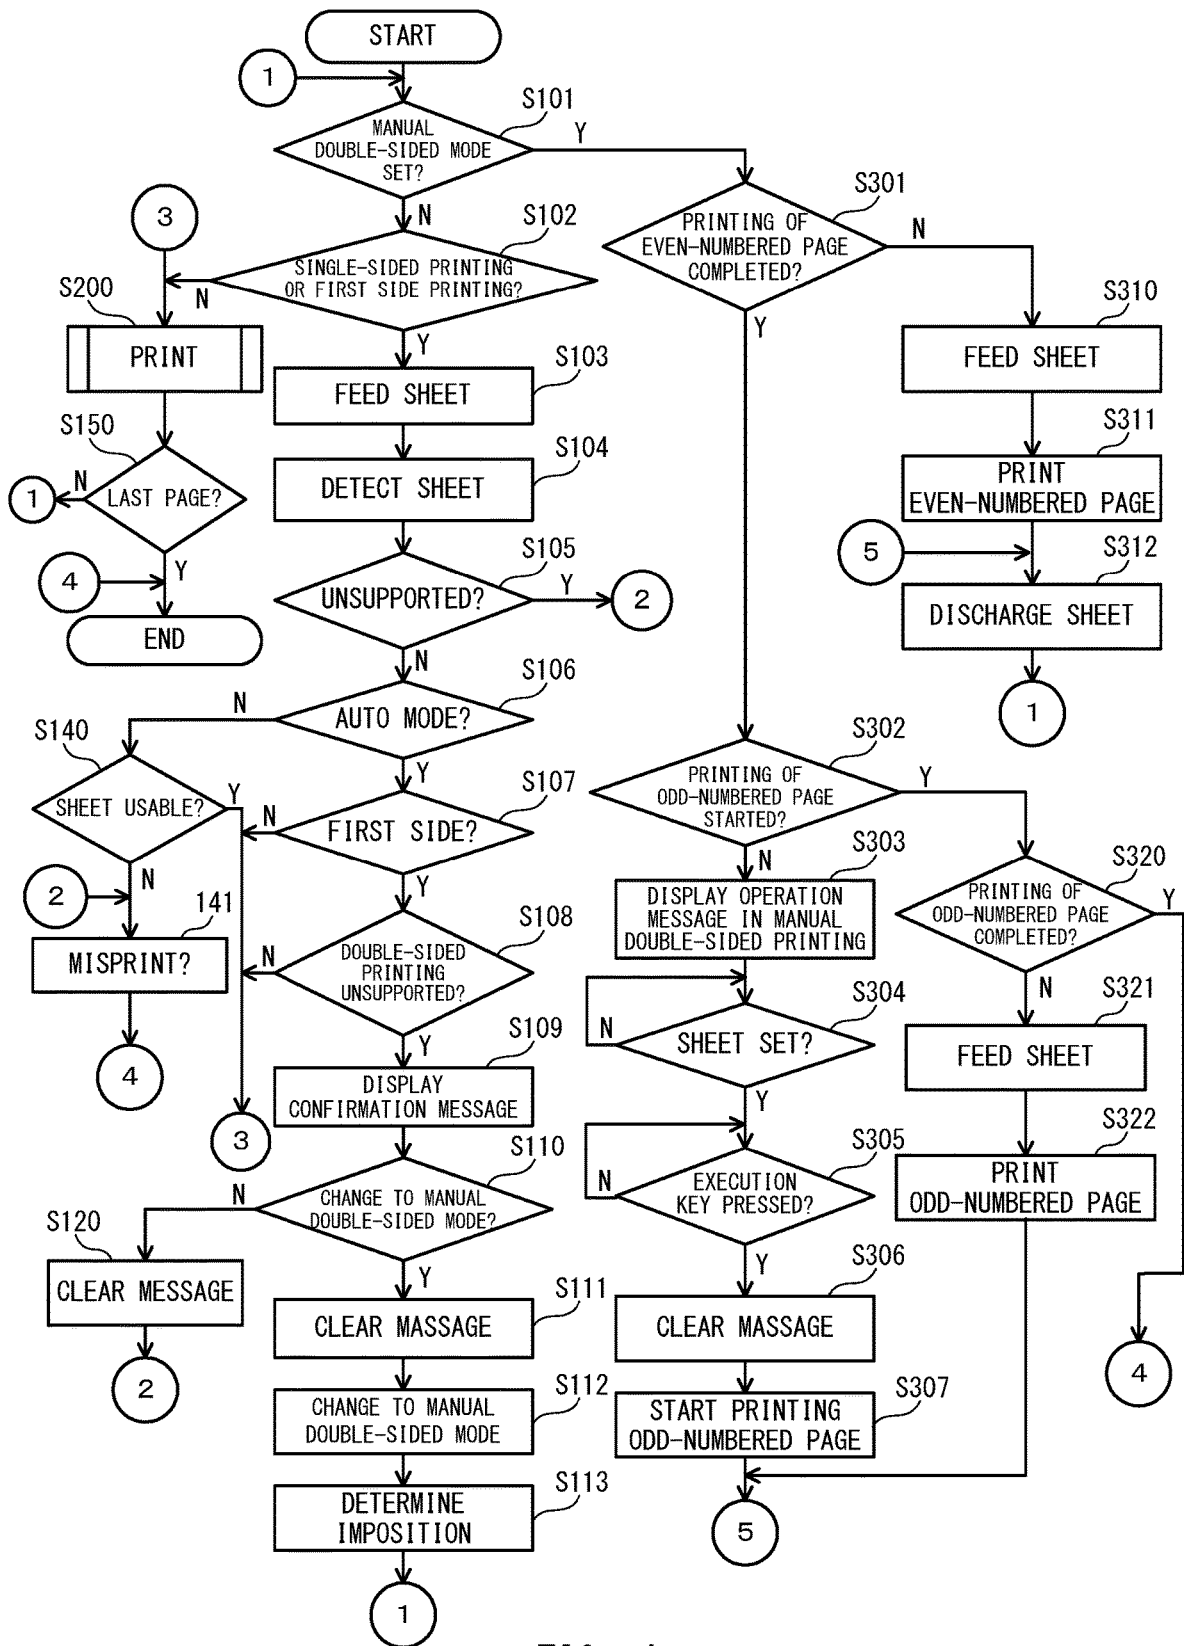 START
1
S101
MANUAL
DOUBLE-SIDED MODE
SET?
Y
N
3
S102
SINGLE-SIDED PRINTING
OR FIRST SIDE PRINTING?
N
Y
S200
PRINT
S150
LAST PAGE?
N
1
Y
4
END
S103
FEED SHEET
S104
DETECT SHEET
S105
UNSUPPORTED?
Y
2
N
S106
AUTO MODE?
N
Y
S140
SHEET USABLE?
Y
N
2
141
MISPRINT?
4
S107
FIRST SIDE?
N
Y
S108
DOUBLE-SIDED
PRINTING
UNSUPPORTED?
N
Y
3
S109
DISPLAY
CONFIRMATION MESSAGE
S110
CHANGE TO MANUAL
DOUBLE-SIDED MODE?
N
Y
S120
CLEAR MESSAGE
2
S111
CLEAR MASSAGE
S112
CHANGE TO MANUAL
DOUBLE-SIDED MODE
S113
DETERMINE
IMPOSITION
1
S301
PRINTING OF
EVEN-NUMBERED PAGE
COMPLETED?
N
Y
S310
FEED SHEET
S311
PRINT
EVEN-NUMBERED PAGE
5
S312
DISCHARGE SHEET
1
S302
PRINTING OF
ODD-NUMBERED PAGE
STARTED?
Y
N
S303
DISPLAY OPERATION
MESSAGE IN MANUAL
DOUBLE-SIDED PRINTING
S304
SHEET SET?
N
Y
S305
EXECUTION
KEY PRESSED?
N
Y
S306
CLEAR MASSAGE
S307
START PRINTING
ODD-NUMBERED PAGE
5
S320
PRINTING OF
ODD-NUMBERED PAGE
COMPLETED?
Y
N
S321
FEED SHEET
S322
PRINT
ODD-NUMBERED PAGE
4